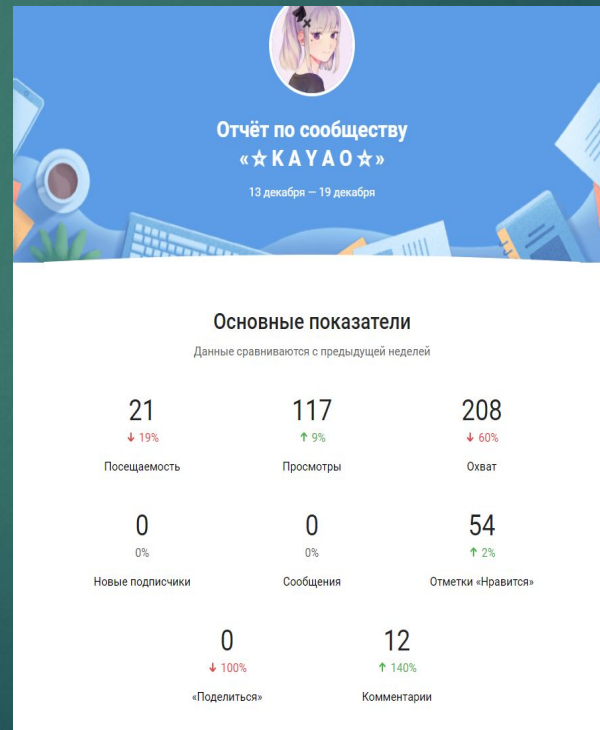 Отчёт по сообществу
«☆KAYAO☆»
13 декабря — 19 декабря
Основные показатели
Данные сравниваются с предыдущей неделей
21 117 208
↓ 19% ↑ 9% ↓ 60%
Посещаемость Просмотры Охват
0 0 54
0% 0% ↑ 2%
Новые подписчики Сообщения Отметки «Нравится»
0 12
↓ 100% ↑ 140%
«Поделиться» Комментарии